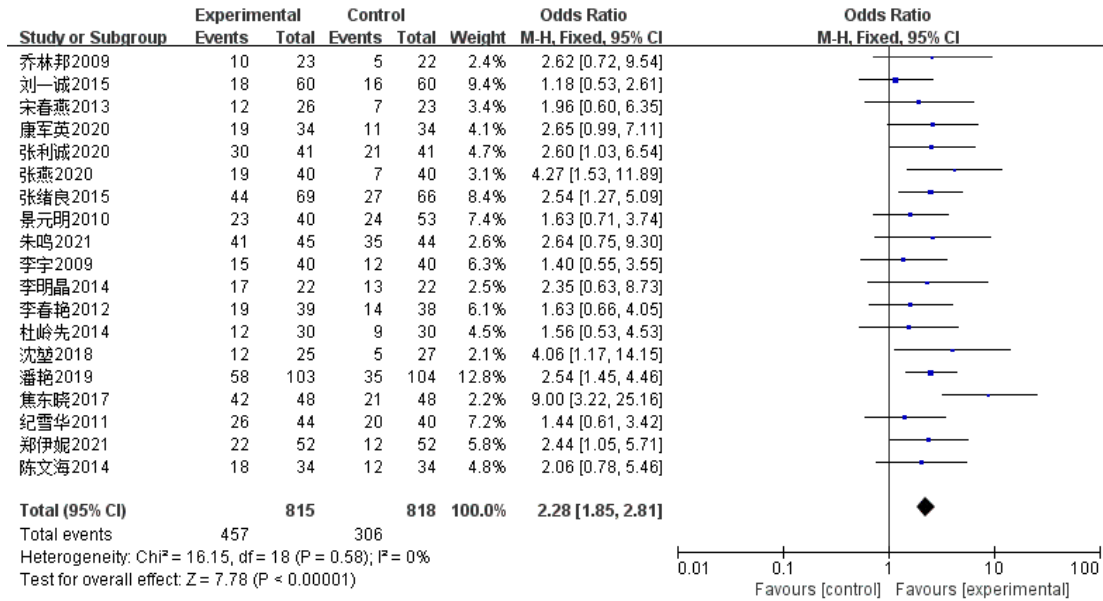 Experimental Control Odds Ratio Odds Ratio
Study or Subgroup Events Total Events Total Weight M-H, Fixed, 95% CI M-H, Fixed, 95% CI
乔林邦2009 10 23 5 22 2.4% 2.62 [0.72, 9.54]
刘一诚2015 18 60 16 60 9.4% 1.18 [0.53, 2.61]
宋春燕2013 12 26 7 23 3.3% 1.96 [0.60, 6.35]
康军英2020 19 34 11 34 4.1% 2.65 [0.99, 7.11]
张利诚2020 30 41 21 41 4.7% 2.60 [1.03, 6.54]
张燕2020 19 40 7 40 3.1% 4.27 [1.53, 11.89]
张绪良2015 44 69 27 66 8.4% 2.54 [1.27, 5.09]
景元明2010 23 40 24 53 7.4% 1.63 [0.71, 3.74]
朱鸣2021 41 45 35 44 2.6% 2.64 [0.75, 9.30]
李宇2009 15 40 12 40 6.3% 1.40 [0.55, 3.55]
李明晶2014 17 22 13 22 2.5% 2.35 [0.63, 8.73]
李春艳2012 19 39 14 38 6.1% 1.63 [0.66, 4.05]
杜岭先2014 12 30 9 30 4.5% 1.56 [0.53, 4.53]
沈堃2018 12 25 5 27 2.1% 4.06 [1.17, 14.15]
潘艳2019 58 103 35 104 12.8% 2.54 [1.45, 4.46]
焦东晓2017 42 48 21 48 2.2% 9.00 [3.22, 25.16]
纪雪华2011 26 44 20 40 7.2% 1.44 [0.61, 3.42]
郑伊妮2021 22 52 12 52 5.8% 2.44 [1.05, 5.71]
陈文海2014 18 34 12 34 4.8% 2.06 [0.78, 5.46]
Total (95% CI) 815 818 100.0% 2.28 [1.85, 2.81]
Total events 457 306
Heterogeneity: Chi² = 16.15, df = 18 (P = 0.58); I² = 0%
Test for overall effect: Z = 7.78 (P < 0.00001)
0.01 0.1 1 10 100
Favours [control] Favours [experimental]